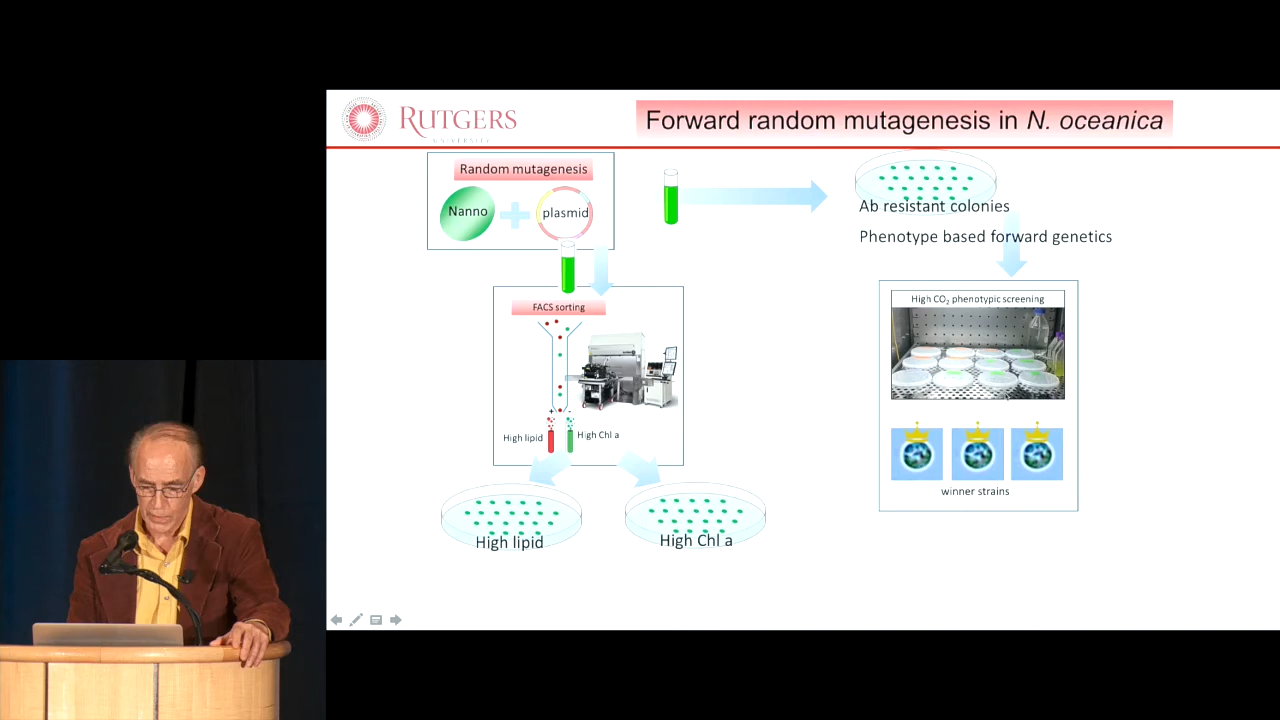 RUTGERS
UNIVERSITY
Forward random mutagenesis in N. oceanica
Random mutagenesis
Nanno
plasmid
Ab resistant colonies
Phenotype based forward genetics
FACS sorting
High lipid
High Chl a
High lipid
High Chl a
High CO₂ phenotypic screening
winner strains